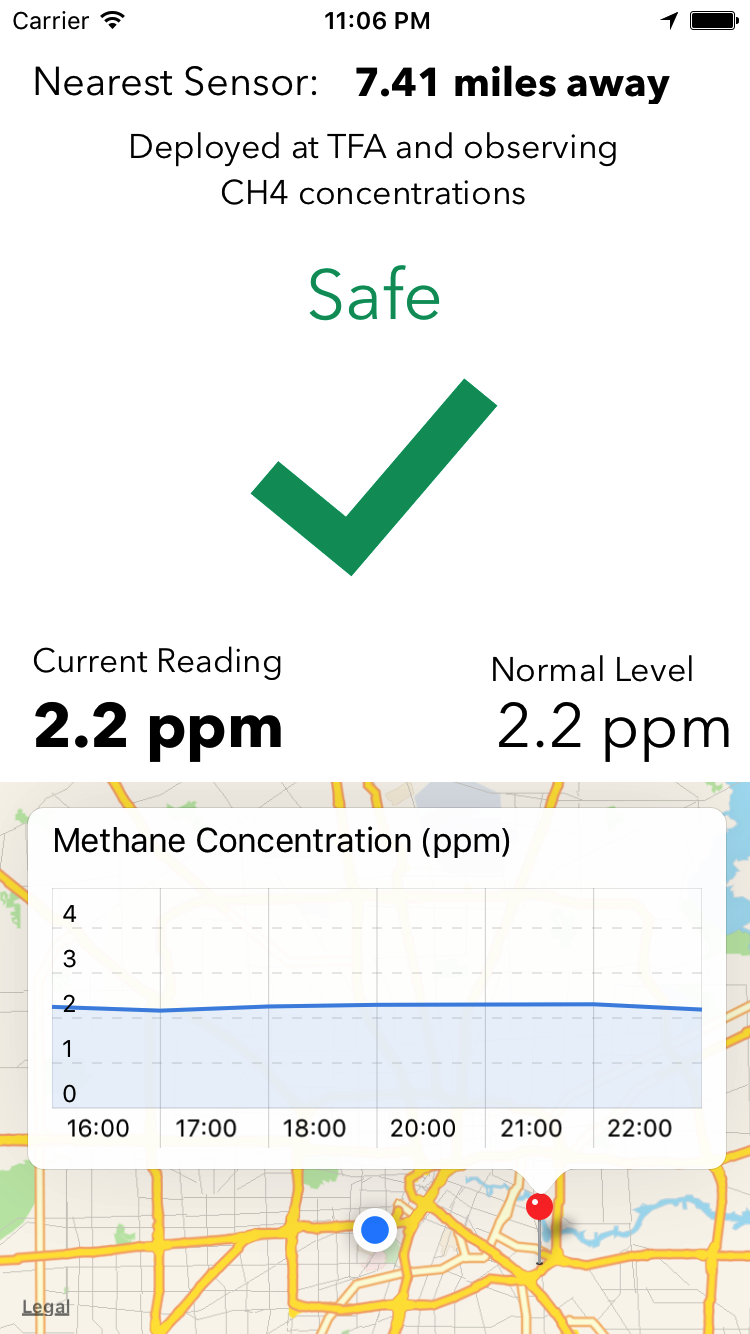 Carrier 11:06 PM
Nearest Sensor: 7.41 miles away
Deployed at TFA and observing
CH4 concentrations
Safe
Current Reading
Normal Level
2.2 ppm
2.2 ppm
Methane Concentration (ppm)
4
3
2
1
0
16:00 17:00 18:00 20:00 21:00 22:00
Legal